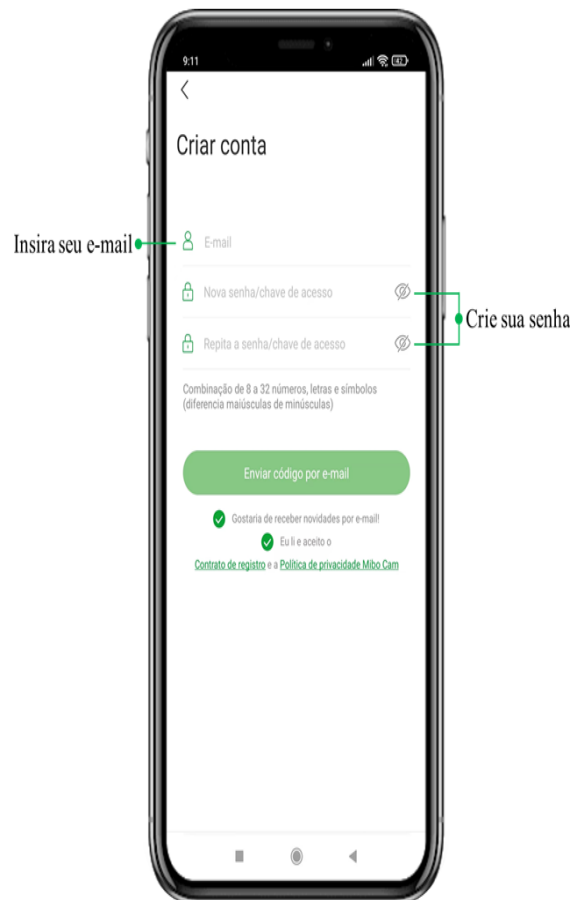 9:11
42
Criar conta
Insira seu e-mail
E-mail
Nova senha/chave de acesso
Crie sua senha
Repita a senha/chave de acesso
Combinação de 8 a 32 números, letras e símbolos
(diferencia maiúsculas de minúsculas)
Enviar código por e-mail
Gostaria de receber novidades por e-mail!
Eu li e aceito o
Contrato de registro e a Política de privacidade Mibo Cam